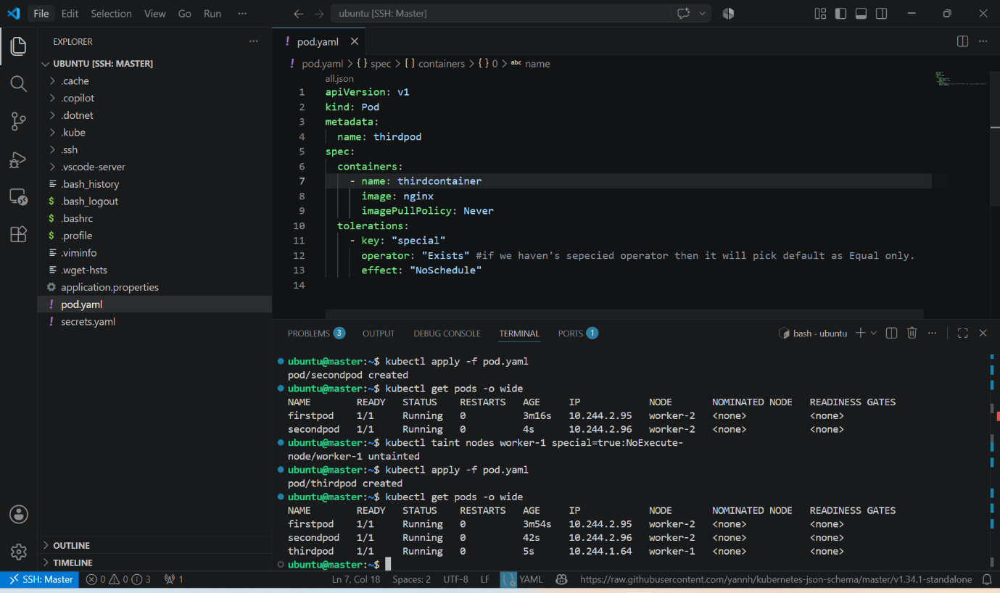 File Edit Selection View Go Run ··· ubuntu [SSH: Master]
EXPLORER ···
UBUNTU [SSH: MASTER]
.cache
.copilot
.dotnet
.kube
.ssh
.vscode-server
.bash_history
$ .bash_logout
$ .bashrc
$ .profile
.viminfo
.wget-hsts
application.properties
! pod.yaml
! secrets.yaml
OUTLINE
TIMELINE
! pod.yaml
! pod.yaml > { } spec > [ ] containers > { } 0 > abc name
all.json
1 apiVersion: v1
2 kind: Pod
3 metadata:
4 name: thirdpod
5 spec:
6 containers:
7 - name: thirdcontainer
8 image: nginx
9 imagePullPolicy: Never
10 tolerations:
11 - key: "special"
12 operator: "Exists" #if we haven's sepecied operator then it will pick default as Equal only.
13 effect: "NoSchedule"
14
PROBLEMS 3 OUTPUT DEBUG CONSOLE TERMINAL PORTS 1 bash - ubuntu
ubuntu@master:~$ kubectl apply -f pod.yaml
pod/secondpod created
ubuntu@master:~$ kubectl get pods -o wide
NAME READY STATUS RESTARTS AGE IP NODE NOMINATED NODE READINESS GATES
firstpod 1/1 Running 0 3m16s 10.244.2.95 worker-2 <none> <none>
secondpod 1/1 Running 0 4s 10.244.2.96 worker-2 <none> <none>
ubuntu@master:~$ kubectl taint nodes worker-1 special=true:NoExecute-
node/worker-1 untainted
ubuntu@master:~$ kubectl apply -f pod.yaml
pod/thirdpod created
ubuntu@master:~$ kubectl get pods -o wide
NAME READY STATUS RESTARTS AGE IP NODE NOMINATED NODE READINESS GATES
firstpod 1/1 Running 0 3m54s 10.244.2.95 worker-2 <none> <none>
secondpod 1/1 Running 0 42s 10.244.2.96 worker-2 <none> <none>
thirdpod 1/1 Running 0 5s 10.244.1.64 worker-1 <none> <none>
ubuntu@master:~$
SSH: Master 0 0 3 1 Ln 7, Col 18 Spaces: 2 UTF-8 LF YAML https://raw.githubusercontent.com/yannh/kubernetes-json-schema/master/v1.34.1-standalone